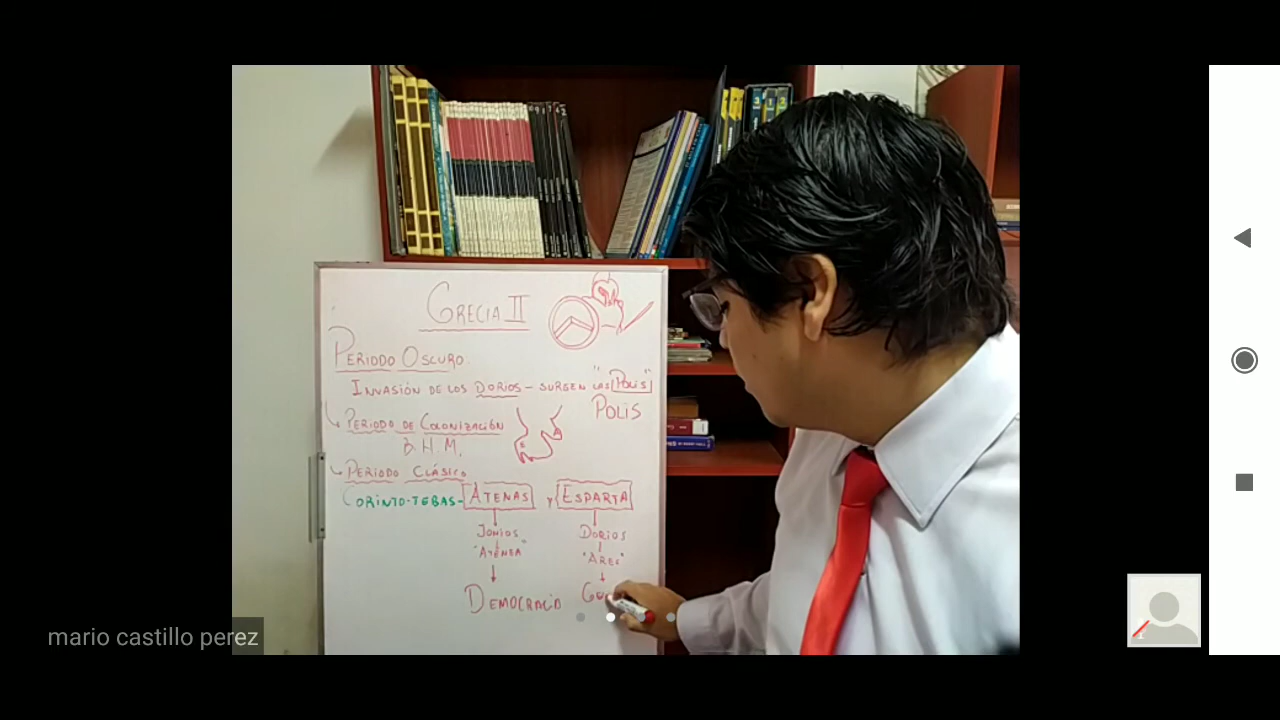 GRECIA II
PERIODO OSCURO
INVASIÓN DE LOS DORIOS - SURGEN LAS "POLIS"
POLIS
PERIODO DE COLONIZACIÓN
H.M.
PERIODO CLÁSICO
CORINTO-TEBAS- ATENAS Y ESPARTA
JONIOS DORIOS
"ATENEA" "ARES"
DEMOCRACIA
mario castillo perez